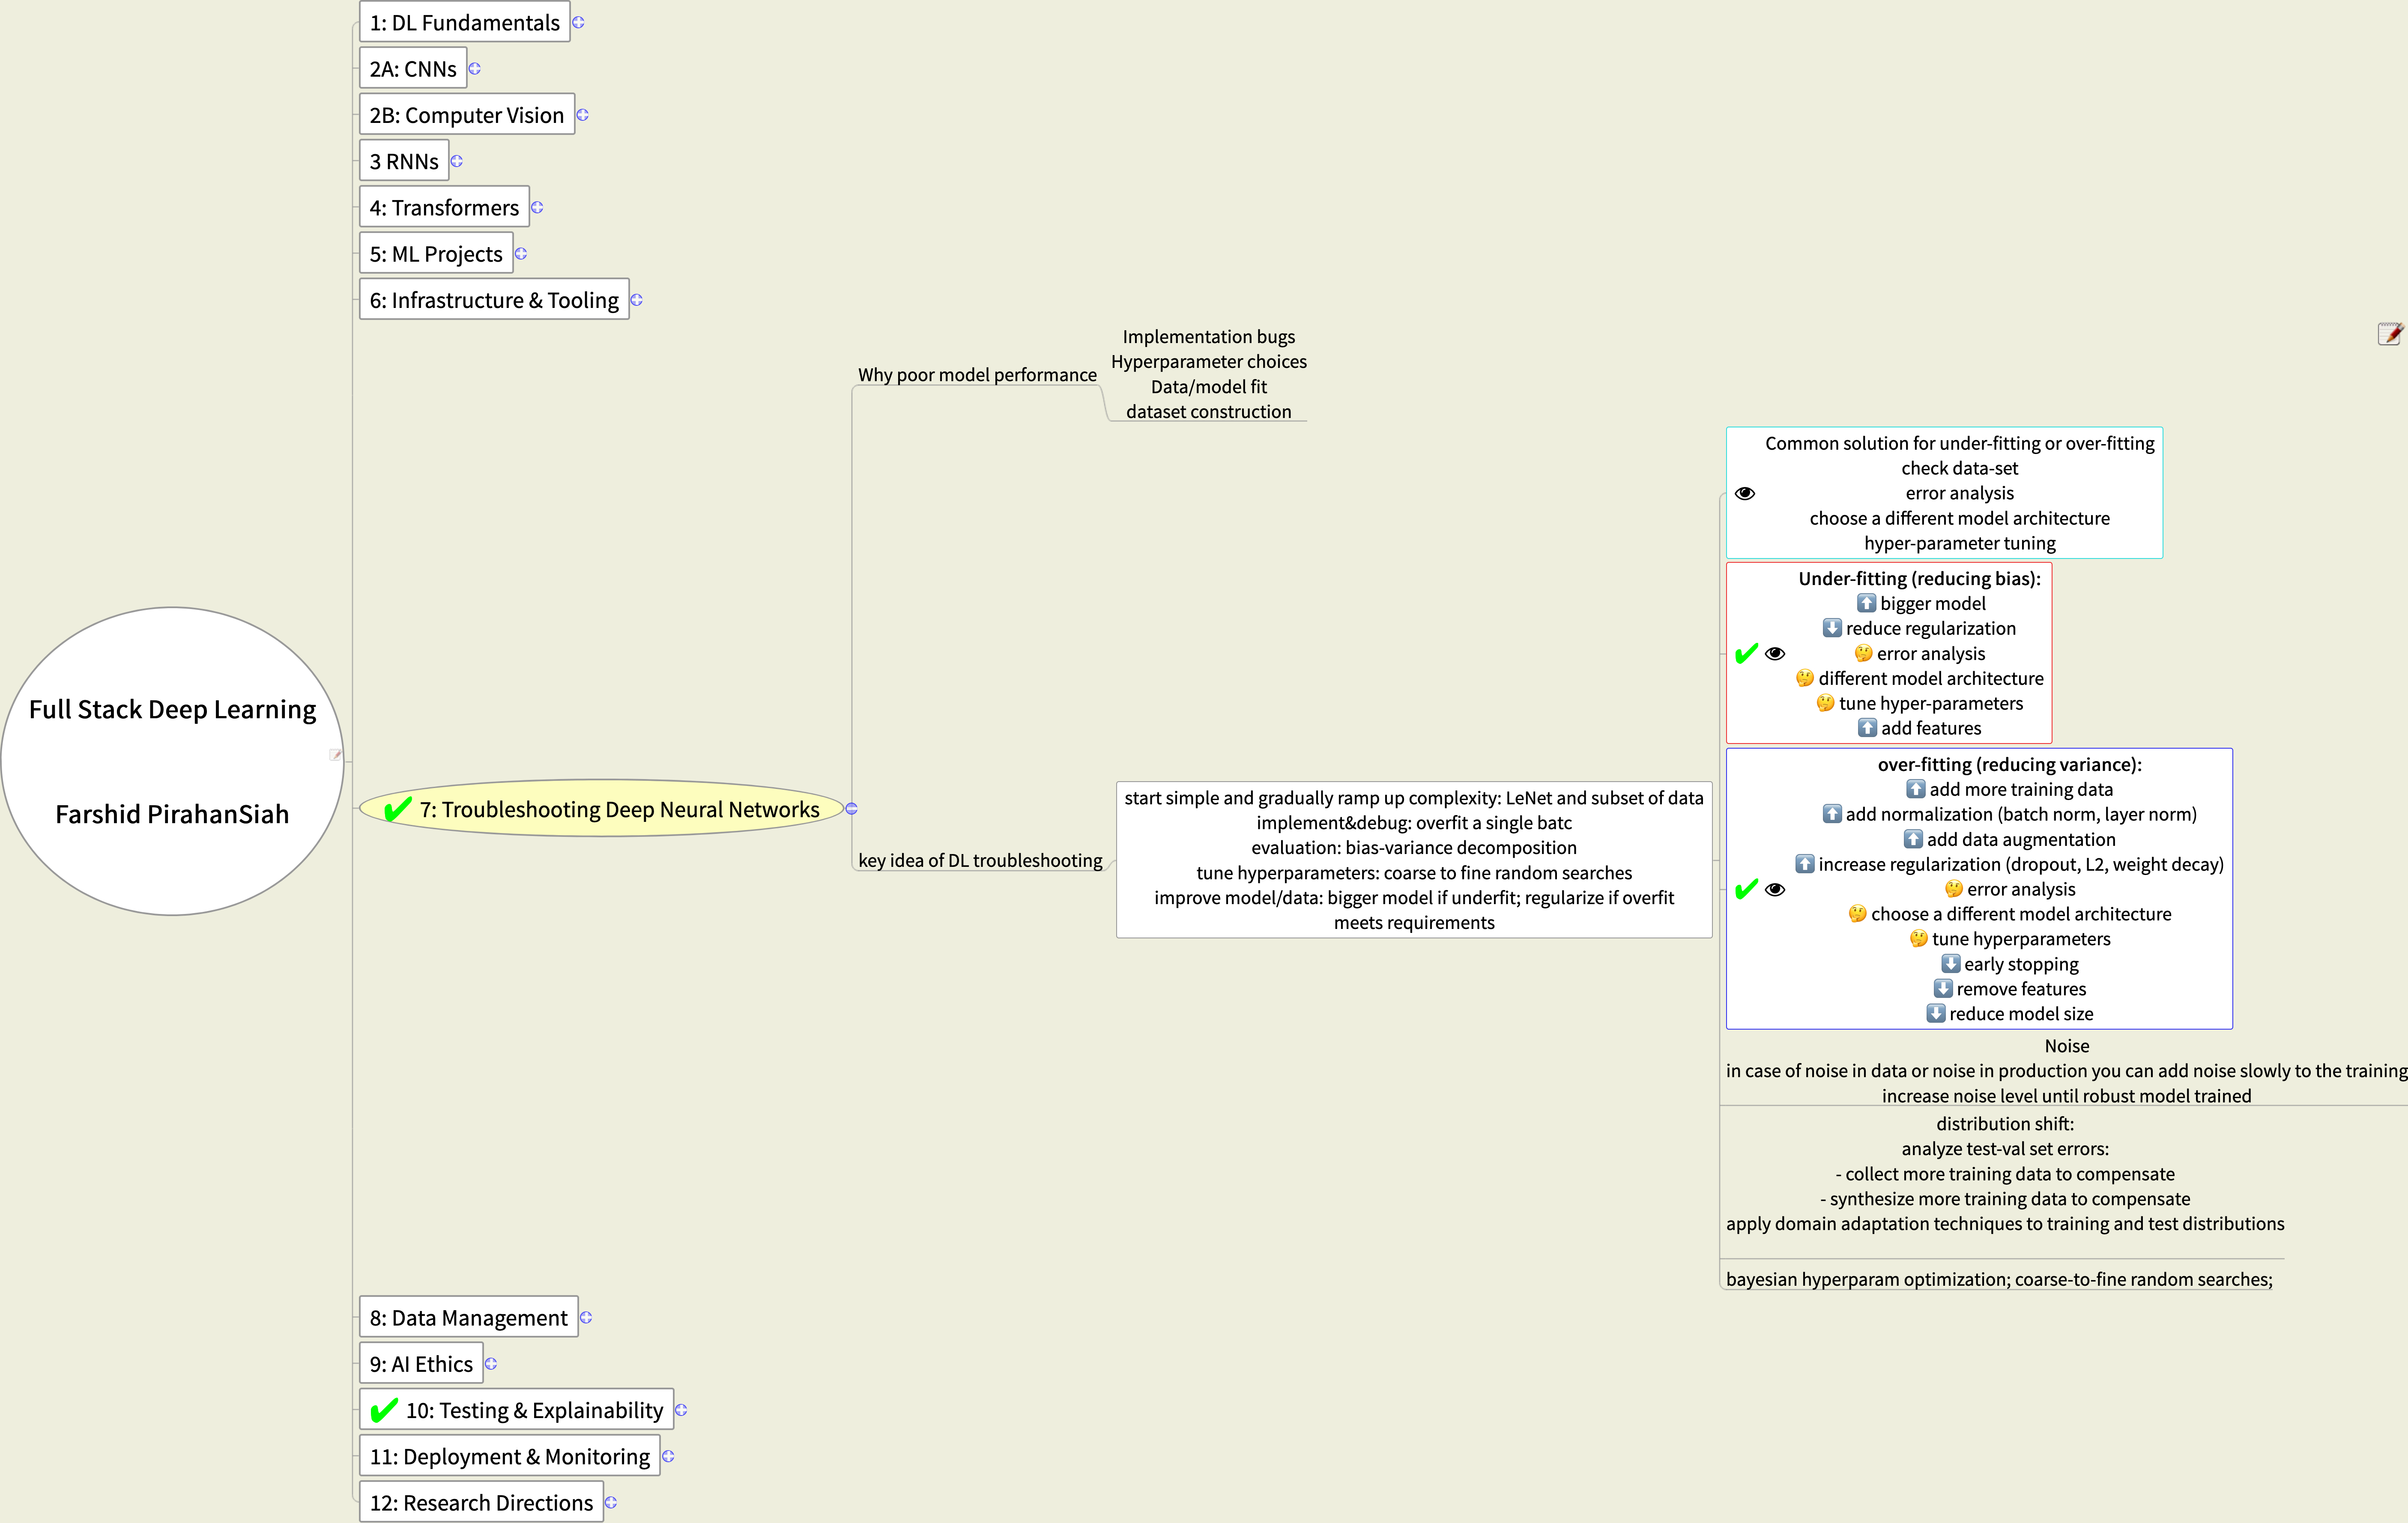 Full Stack Deep Learning
Farshid PirahanSiah
1: DL Fundamentals
2A: CNNs
2B: Computer Vision
3 RNNs
4: Transformers
5: ML Projects
6: Infrastructure & Tooling
7: Troubleshooting Deep Neural Networks
Why poor model performance
Implementation bugs
Hyperparameter choices
Data/model fit
dataset construction
key idea of DL troubleshooting
start simple and gradually ramp up complexity: LeNet and subset of data
implement&debug: overfit a single batc
evaluation: bias-variance decomposition
tune hyperparameters: coarse to fine random searches
improve model/data: bigger model if underfit; regularize if overfit
meets requirements
Common solution for under-fitting or over-fitting
check data-set
error analysis
choose a different model architecture
hyper-parameter tuning
Under-fitting (reducing bias):
⬆️ bigger model
⬇️ reduce regularization
🤔 error analysis
🤔 different model architecture
🤔 tune hyper-parameters
⬆️ add features
over-fitting (reducing variance):
⬆️ add more training data
⬆️ add normalization (batch norm, layer norm)
⬆️ add data augmentation
⬆️ increase regularization (dropout, L2, weight decay)
🤔 error analysis
🤔 choose a different model architecture
🤔 tune hyperparameters
⬇️ early stopping
⬇️ remove features
⬇️ reduce model size
Noise
in case of noise in data or noise in production you can add noise slowly to the training
increase noise level until robust model trained
distribution shift:
analyze test-val set errors:
- collect more training data to compensate
- synthesize more training data to compensate
apply domain adaptation techniques to training and test distributions
bayesian hyperparam optimization; coarse-to-fine random searches;
8: Data Management
9: AI Ethics
10: Testing & Explainability
11: Deployment & Monitoring
12: Research Directions